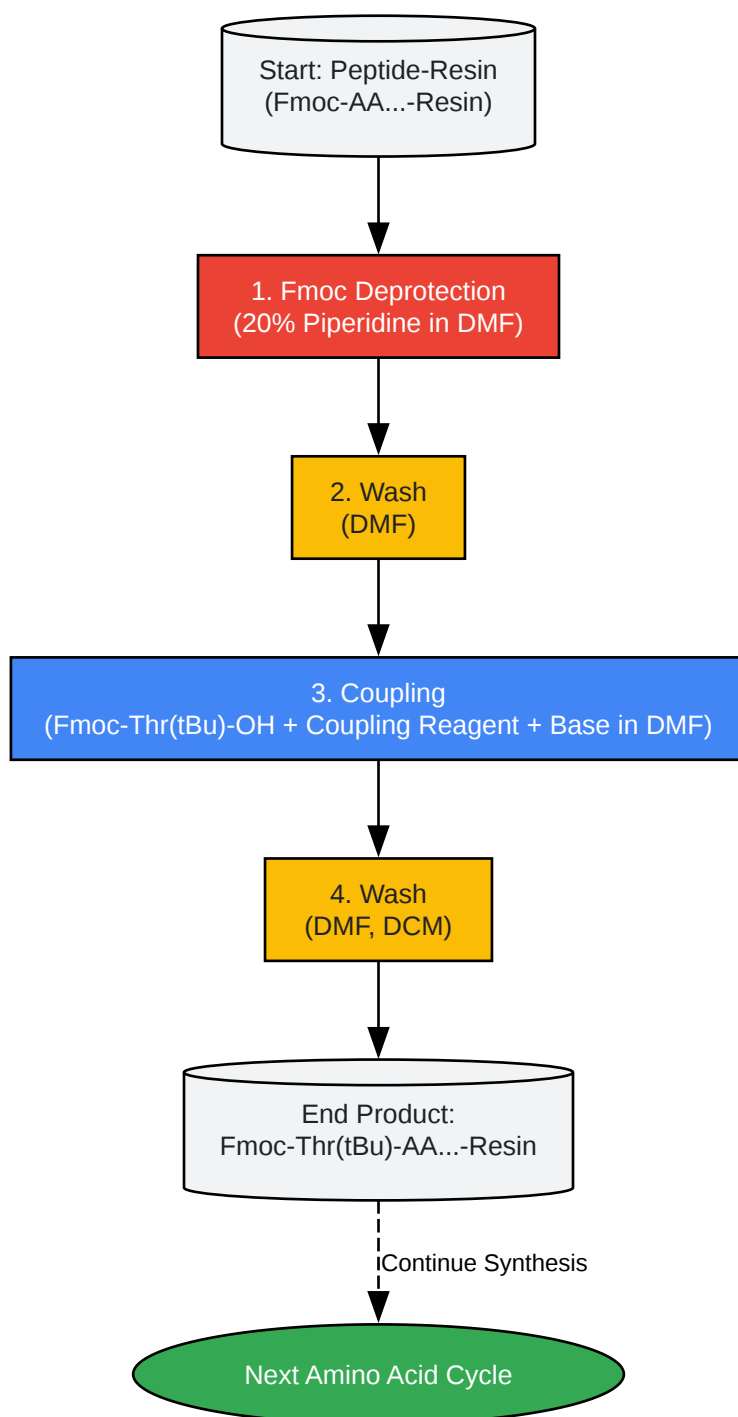 Start: Peptide-Resin
(Fmoc-AA...-Resin)
1. Fmoc Deprotection
(20% Piperidine in DMF)
2. Wash
(DMF)
3. Coupling
(Fmoc-Thr(tBu)-OH + Coupling Reagent + Base in DMF)
4. Wash
(DMF, DCM)
End Product:
Fmoc-Thr(tBu)-AA...-Resin
Continue Synthesis
Next Amino Acid Cycle